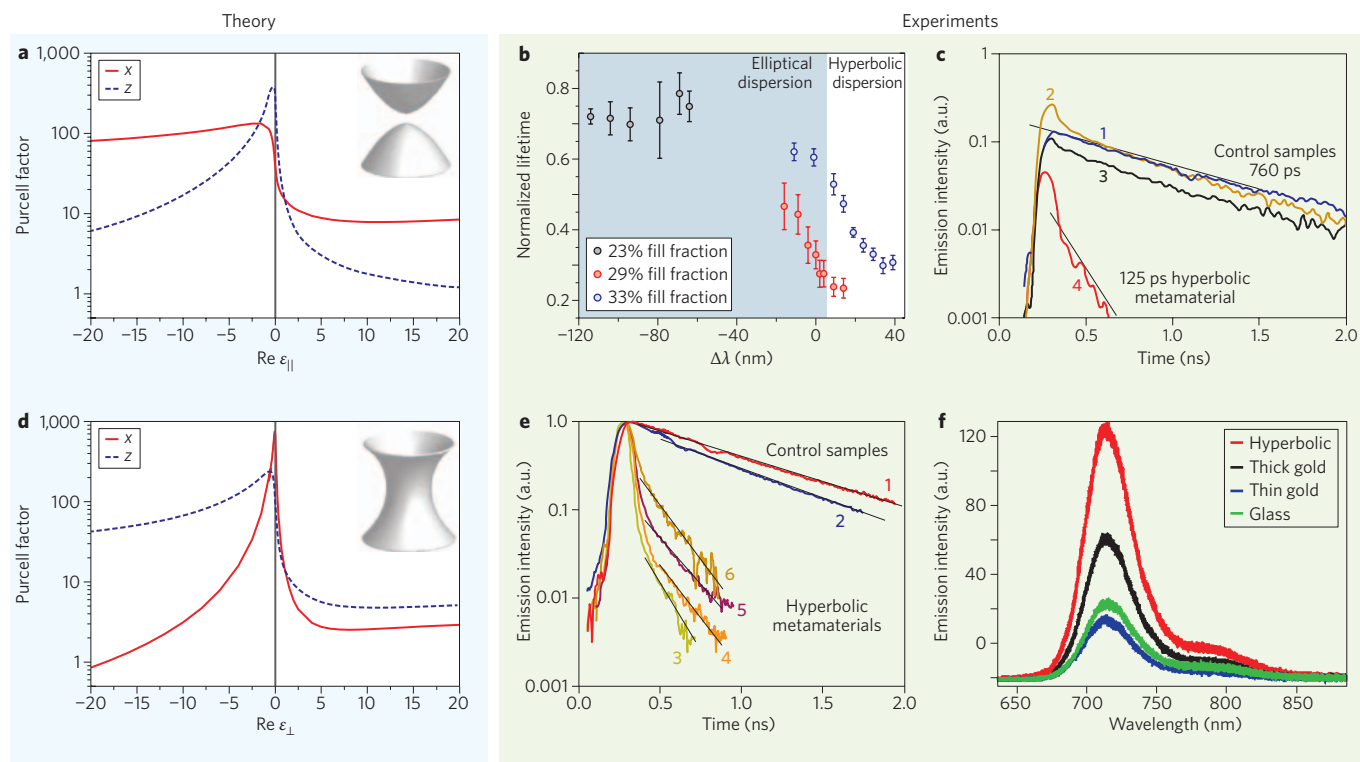 Theory
Experiments
a
1,000
100
10
1
Purcell factor
X
Z
−20 −15 −10 −5 0 5 10 15 20
Re ε||
b
Elliptical dispersion
Hyperbolic dispersion
0.8
0.6
0.4
0.2
Normalized lifetime
23% fill fraction
29% fill fraction
33% fill fraction
−120 −80 −40 0 40
Δλ (nm)
c
1
0.1
0.01
0.001
Emission intensity (a.u.)
2
1
3
Control samples
760 ps
4
125 ps hyperbolic
metamaterial
0 0.5 1.0 1.5 2.0
Time (ns)
d
1,000
100
10
1
Purcell factor
X
Z
−20 −15 −10 −5 0 5 10 15 20
Re ε⊥
e
1.0
0.1
0.01
0.001
Emission intensity (a.u.)
Control samples
1
2
6
5
4
3
Hyperbolic
metamaterials
0.0 0.5 1.0 1.5 2.0
Time (ns)
f
120
80
40
0
Emission intensity (a.u.)
Hyperbolic
Thick gold
Thin gold
Glass
650 700 750 800 850
Wavelength (nm)